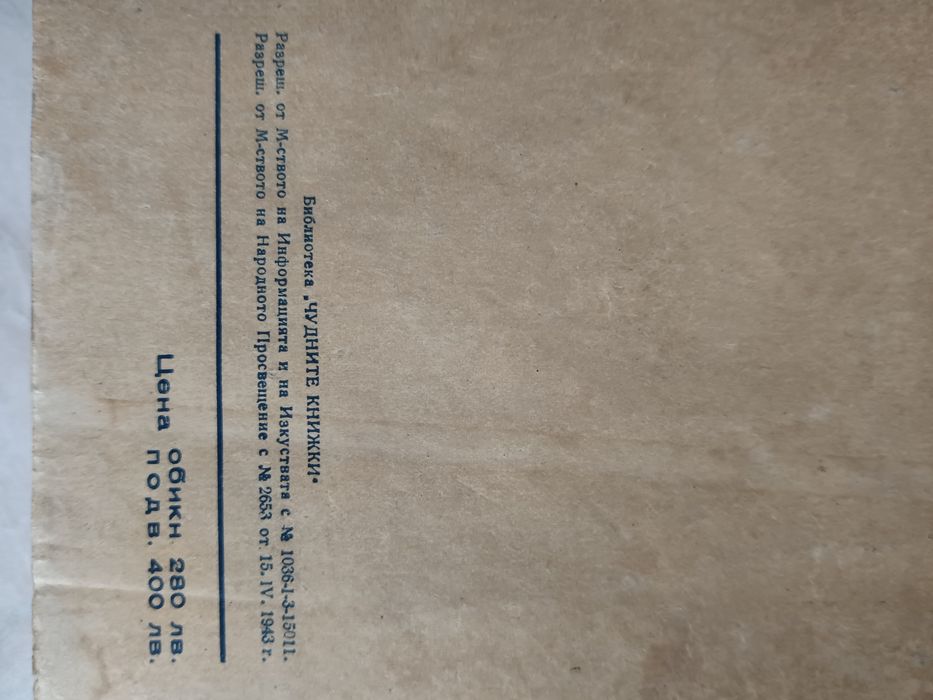 Библиотека „ЧУДНИТЕ КНИЖКИ“
Разреш. от М-ството на Информацията и на Изкуствата с № 1036-I-3-15011.
Разреш. от М-ството на Народното Просвещение с № 2653 от 15. IV. 1943 г.
Цена обикн 280 лв.
подв. 400 лв.